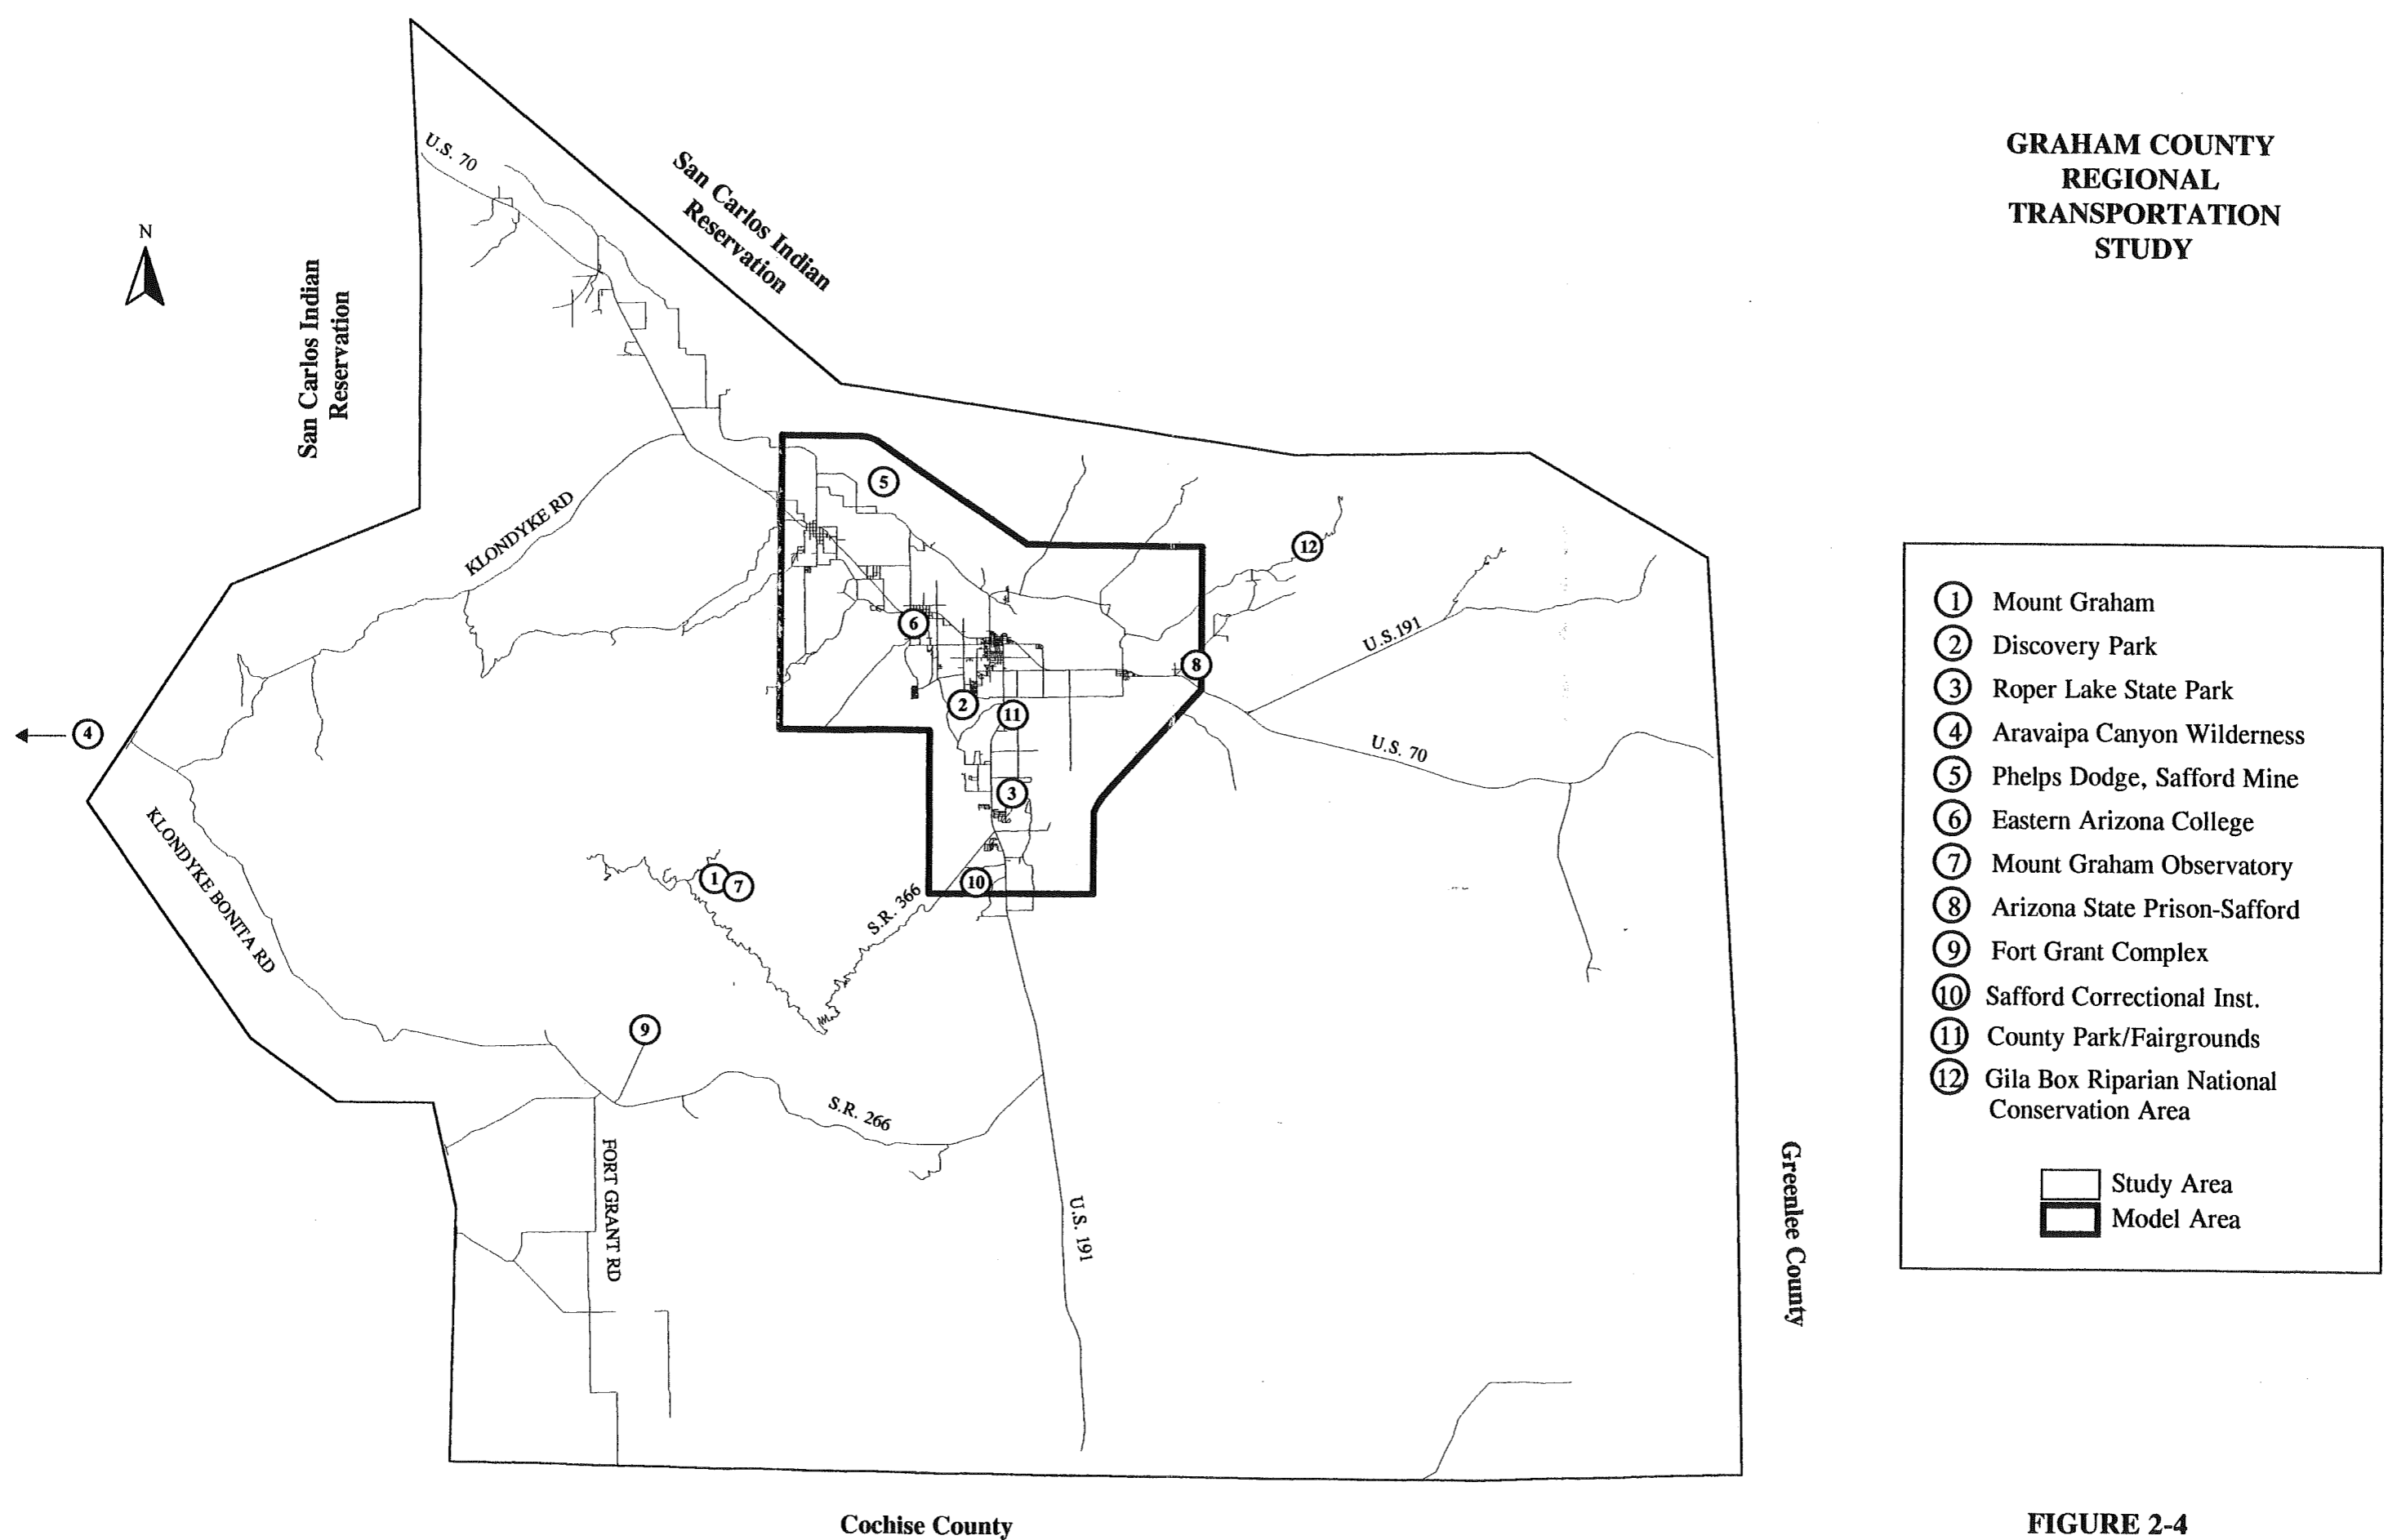 GRAHAM COUNTY
REGIONAL
TRANSPORTATION
STUDY
N
U.S. 70
San Carlos Indian
Reservation
San Carlos Indian
Reservation
KLONDYKE RD
5
12
6
8
U.S.191
2
11
4
U.S. 70
3
KLONDYKE BONITA RD
1
7
10
S.R. 366
9
S.R. 266
FORT GRANT RD
U.S. 191
Greenlee County
Cochise County
1 Mount Graham
2 Discovery Park
3 Roper Lake State Park
4 Aravaipa Canyon Wilderness
5 Phelps Dodge, Safford Mine
6 Eastern Arizona College
7 Mount Graham Observatory
8 Arizona State Prison-Safford
9 Fort Grant Complex
10 Safford Correctional Inst.
11 County Park/Fairgrounds
12 Gila Box Riparian National
Conservation Area
Study Area
Model Area
FIGURE 2-4